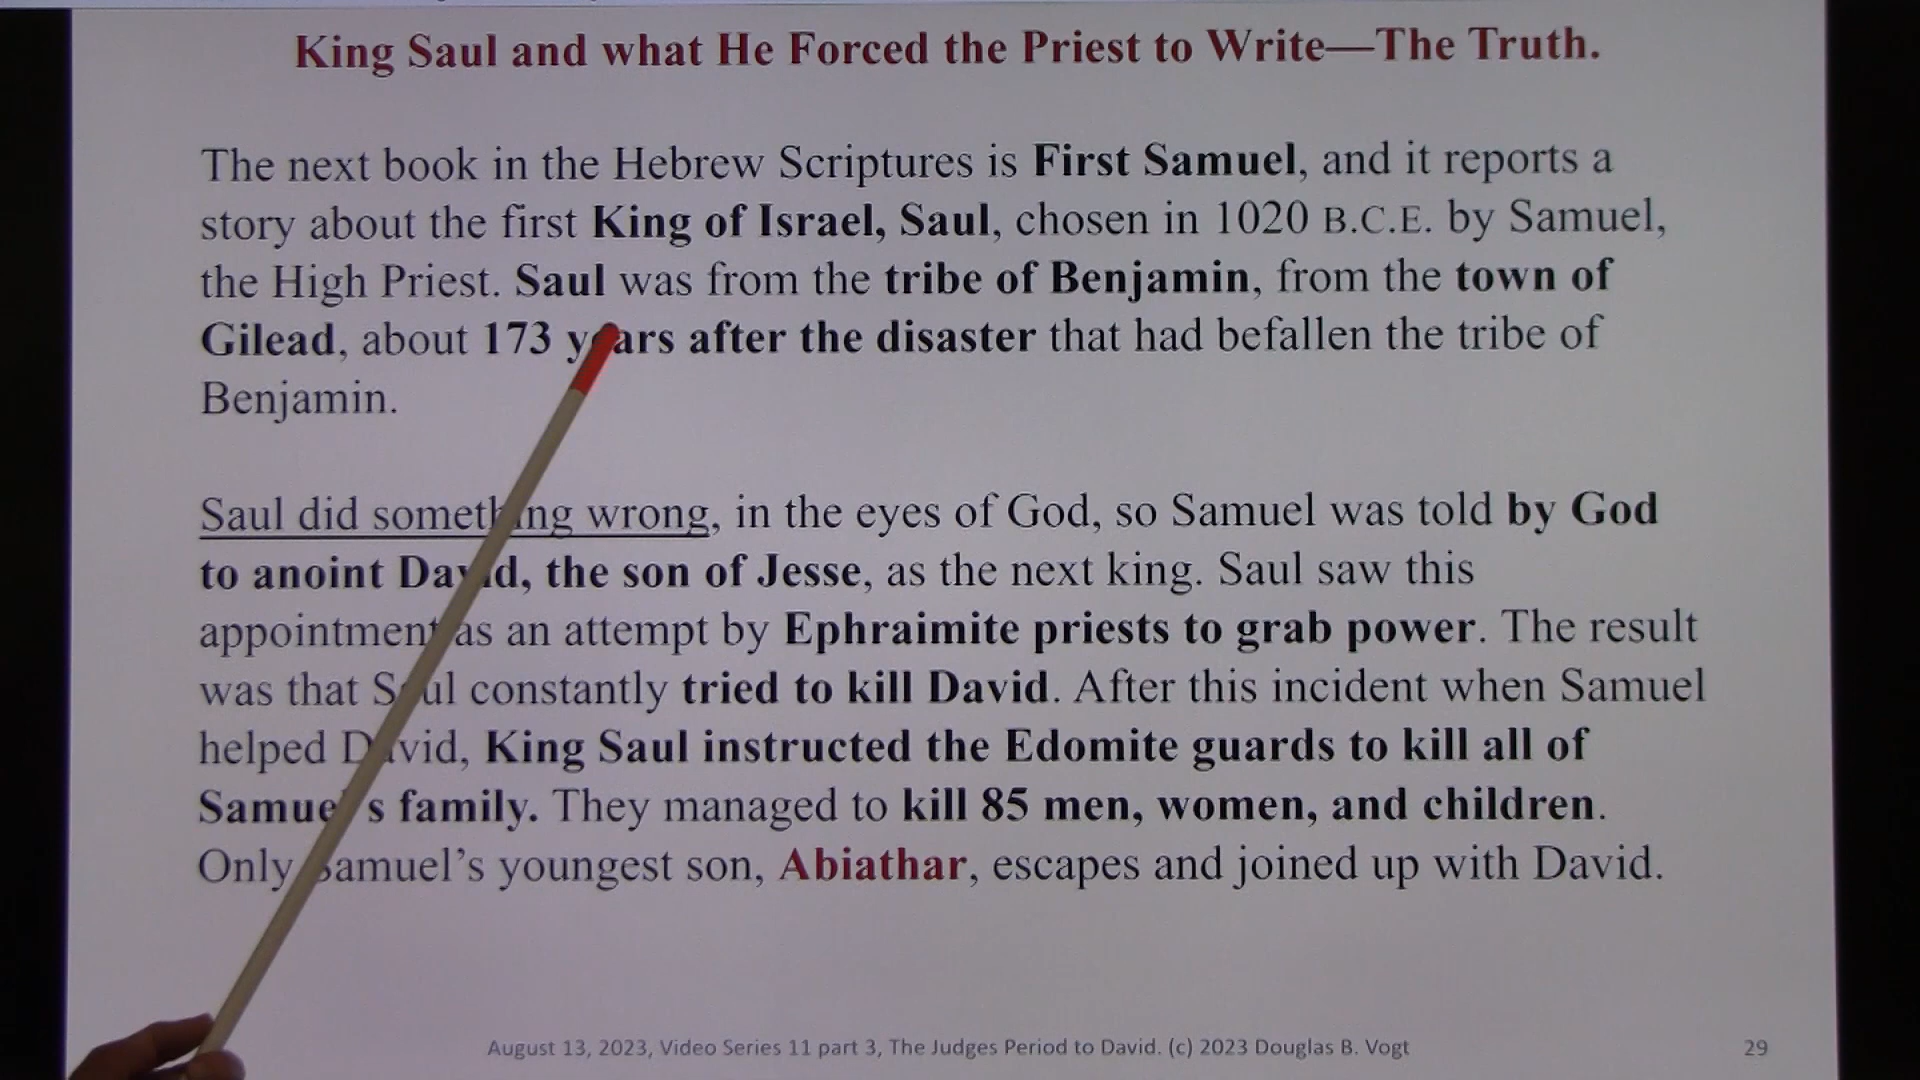 King Saul and what He Forced the Priest to Write—The Truth.
The next book in the Hebrew Scriptures is First Samuel, and it reports a
story about the first King of Israel, Saul, chosen in 1020 B.C.E. by Samuel,
the High Priest. Saul was from the tribe of Benjamin, from the town of
Gilead, about 173 years after the disaster that had befallen the tribe of
Benjamin.
Saul did something wrong, in the eyes of God, so Samuel was told by God
to anoint David, the son of Jesse, as the next king. Saul saw this
appointment as an attempt by Ephraimite priests to grab power. The result
was that Saul constantly tried to kill David. After this incident when Samuel
helped David, King Saul instructed the Edomite guards to kill all of
Samuel's family. They managed to kill 85 men, women, and children.
Only Samuel's youngest son, Abiathar, escapes and joined up with David.
August 13, 2023, Video Series 11 part 3, The Judges Period to David. (c) 2023 Douglas B. Vogt
29